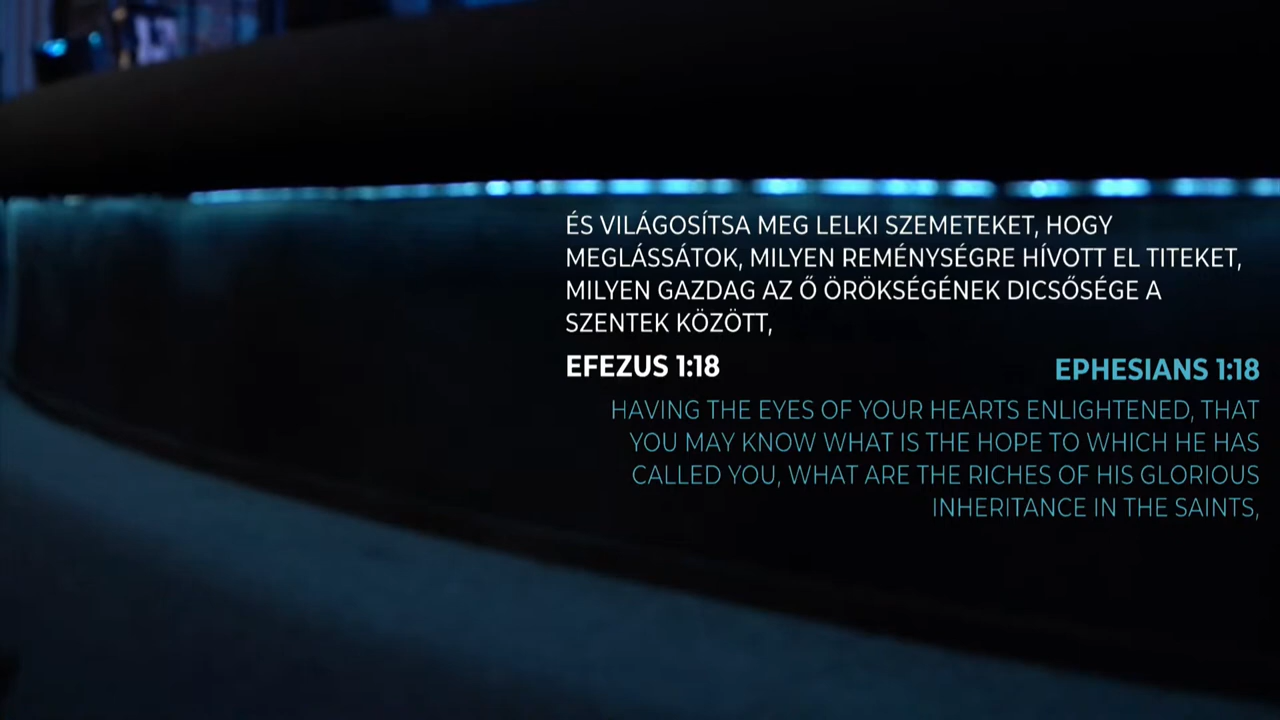 ÉS VILÁGOSÍTSA MEG LELKI SZEMETEKET, HOGY
MEGLÁSSÁTOK, MILYEN REMÉNYSÉGRE HÍVOTT EL TITEKET,
MILYEN GAZDAG AZ Ő ÖRÖKSÉGÉNEK DICSŐSÉGE A
SZENTEK KÖZÖTT,
EFEZUS 1:18
EPHESIANS 1:18
HAVING THE EYES OF YOUR HEARTS ENLIGHTENED, THAT
YOU MAY KNOW WHAT IS THE HOPE TO WHICH HE HAS
CALLED YOU, WHAT ARE THE RICHES OF HIS GLORIOUS
INHERITANCE IN THE SAINTS,